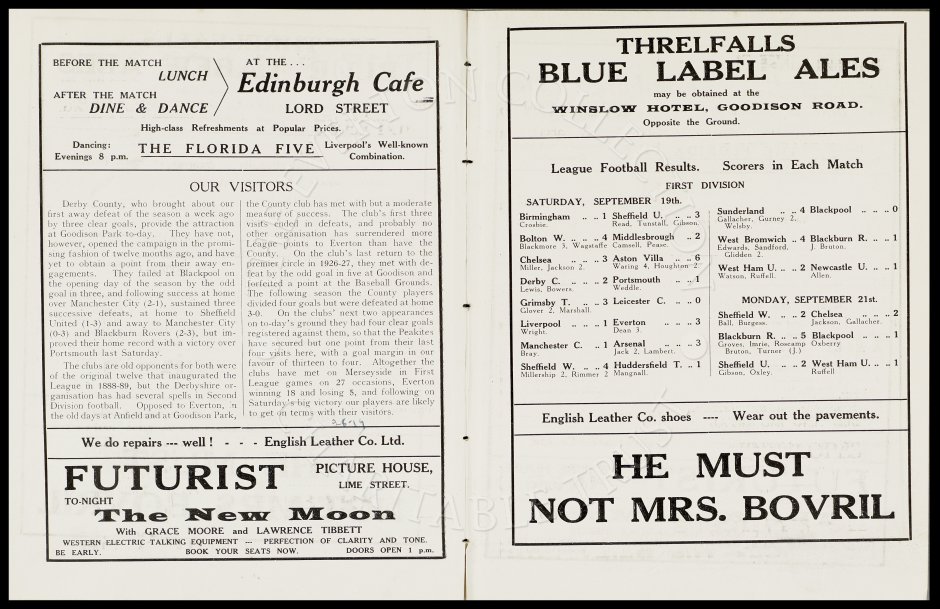 BEFORE THE MATCH
LUNCH
AFTER THE MATCH
DINE & DANCE
AT THE . . .
Edinburgh Cafe
LORD STREET
High-class Refreshments at Popular Prices.
Dancing:
Evenings 8 p.m.
THE FLORIDA FIVE
Liverpool's Well-known
Combination.
OUR VISITORS
Derby County, who brought about our
first away defeat of the season a week ago
by three clear goals, provide the attraction
at Goodison Park to-day. They have not,
however, opened the campaign in the promi-
sing fashion of twelve months ago, and have
yet to obtain a point from their away en-
gagements. They failed at Blackpool on
the opening day of the season by the odd
goal in three, and following success at home
over Manchester City (2-1), sustained three
successive defeats, at home to Sheffield
United (1-3) and away to Manchester City
(0-3) and Blackburn Rovers (2-3), but im-
proved their home record with a victory over
Portsmouth last Saturday.
The clubs are old opponents for both were
of the original twelve that inaugurated the
League in 1888-89, but the Derbyshire or-
ganisation has had several spells in Second
Division football. Opposed to Everton, in
the old days at Anfield and at Goodison Park,
the County club has met with but a moderate
measure of success. The club's first three
visits ended in defeats, and probably no
other organisation has surrendered more
League points to Everton than have the
County. On the club's last return to the
premier circle in 1926-27, they met with de-
feat by the odd goal in five at Goodison and
forfeited a point at the Baseball Grounds.
The following season the County players
divided four goals but were defeated at home
3-0. On the clubs' next two appearances
on to-day's ground they had four clear goals
registered against them, so that the Peakites
have secured but one point from their last
four visits here, with a goal margin in our
favour of thirteen to four. Altogether the
clubs have met on Merseyside in First
League games on 27 occasions, Everton
winning 18 and losing 8, and following on
Saturday's big victory our players are likely
to get on terms with their visitors.
We do repairs --- well ! - - - English Leather Co. Ltd.
FUTURIST PICTURE HOUSE,
LIME STREET.
TO-NIGHT
The New Moon
With GRACE MOORE and LAWRENCE TIBBETT
WESTERN ELECTRIC TALKING EQUIPMENT --- PERFECTION OF CLARITY AND TONE.
BE EARLY. BOOK YOUR SEATS NOW. DOORS OPEN 1 p.m.
THRELFALLS
BLUE LABEL ALES
may be obtained at the
WINSLOW HOTEL, GOODISON ROAD.
Opposite the Ground.
League Football Results. Scorers in Each Match
FIRST DIVISION
SATURDAY, SEPTEMBER 19th.
Birmingham .. .. 1 Sheffield U. .. 3
Crosbie. Read, Tunstall, Gibson.
Bolton W. .. .. 4 Middlesbrough .. 2
Blackmore 3, Wagstaffe Camsell, Pease.
Chelsea .. .. 3 Aston Villa .. 6
Miller, Jackson 2. Waring 4, Houghton 2.
Derby C. .. .. 2 Portsmouth .. 1
Lewis, Bowers. Weddle.
Grimsby T. .. 3 Leicester C. .. 0
Glover 2, Marshall.
Liverpool .. .. 1 Everton .. .. 3
Wright. Dean 3.
Manchester C. .. 1 Arsenal .. .. 3
Bray. Jack 2, Lambert.
Sheffield W. .. 4 Huddersfield T. .. 1
Millership 2, Rimmer 2 Mangnall.
Sunderland .. 4 Blackpool .. .. 0
Gallacher, Gurney 2,
Welsby.
West Bromwich .. 4 Blackburn R. .. 1
Edwards, Sandford, J. Bruton.
Glidden 2.
West Ham U. .. 2 Newcastle U. .. 1
Watson, Ruffell. Allen.
MONDAY, SEPTEMBER 21st.
Sheffield W. .. 2 Chelsea .. .. 2
Ball, Burgess. Jackson, Gallacher.
Blackburn R. .. 5 Blackpool .. .. 1
Groves, Imrie, Roscamp Oxberry
Bruton, Turner (J.)
Sheffield U. .. 2 West Ham U. .. 1
Gibson, Oxley. Ruffell
English Leather Co. shoes ---- Wear out the pavements.
HE MUST
NOT MRS. BOVRIL